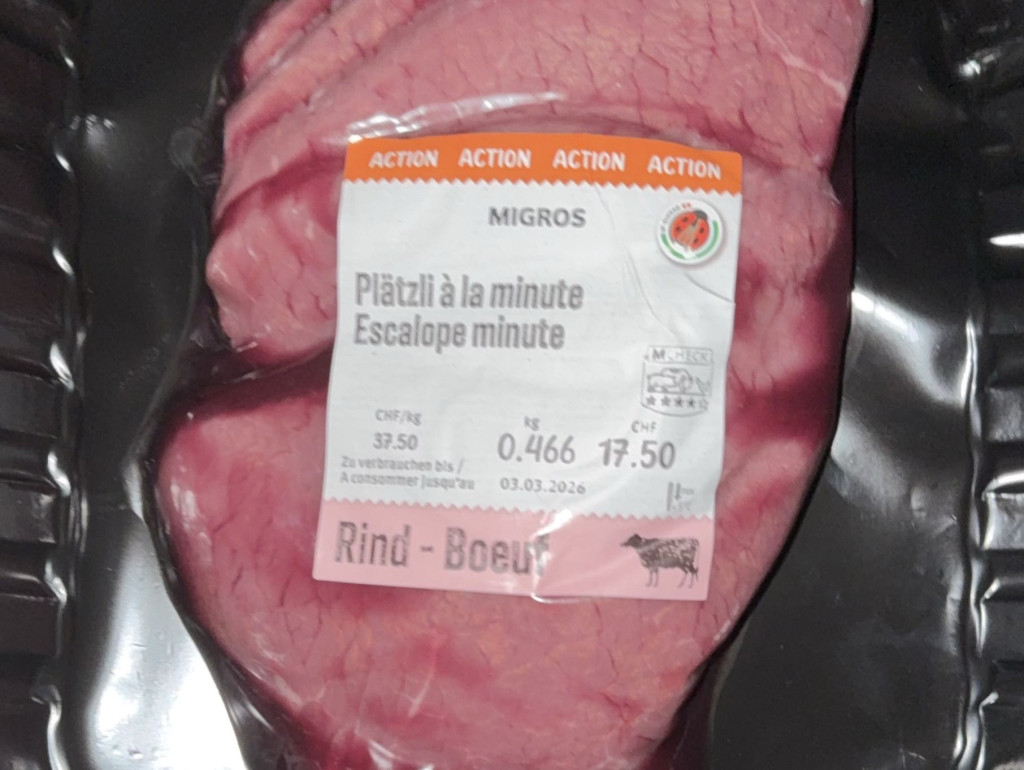 ACTION ACTION ACTION ACTION
MIGROS
Plätzli à la minute
Escalope minute
M CHECK
CHF/kg kg CHF
37.50 0.466 17.50
Zu verbrauchen bis /
A consommer jusqu'au 03.03.2026
Rind - Boeuf